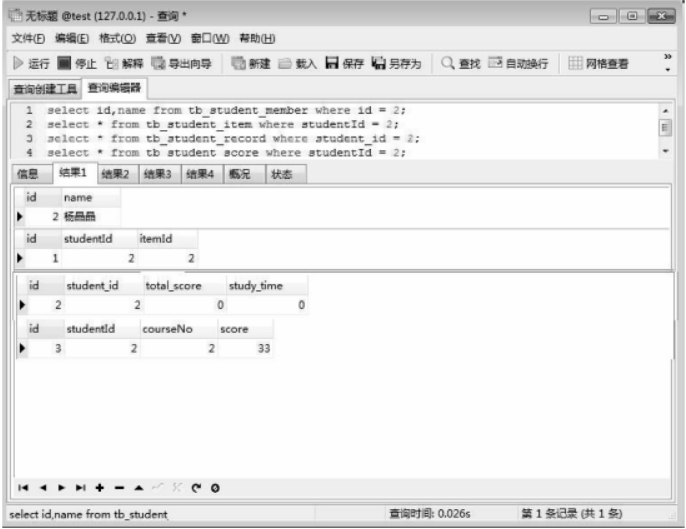 无标题 @test (127.0.0.1) - 查询 *
文件(F) 编辑(E) 格式(O) 查看(V) 窗口(W) 帮助(H)
运行 停止 解释 导出向导 新建 载入 保存 另存为 查找 自动换行 网格查看 »
查询创建工具 查询编辑器
1 select id,name from tb_student_member where id = 2;
2 select * from tb_student_item where studentId = 2;
3 select * from tb_student_record where student_id = 2;
4 select * from tb_student_score where studentId = 2;
信息 结果1 结果2 结果3 结果4 概况 状态
id name
2 杨晶晶
id studentId itemId
1 2 2
id student_id total_score study_time
2 2 0 0
id studentId courseNo score
3 2 2 33
select id,name from tb_student 查询时间: 0.026s 第 1 条记录 (共 1 条)